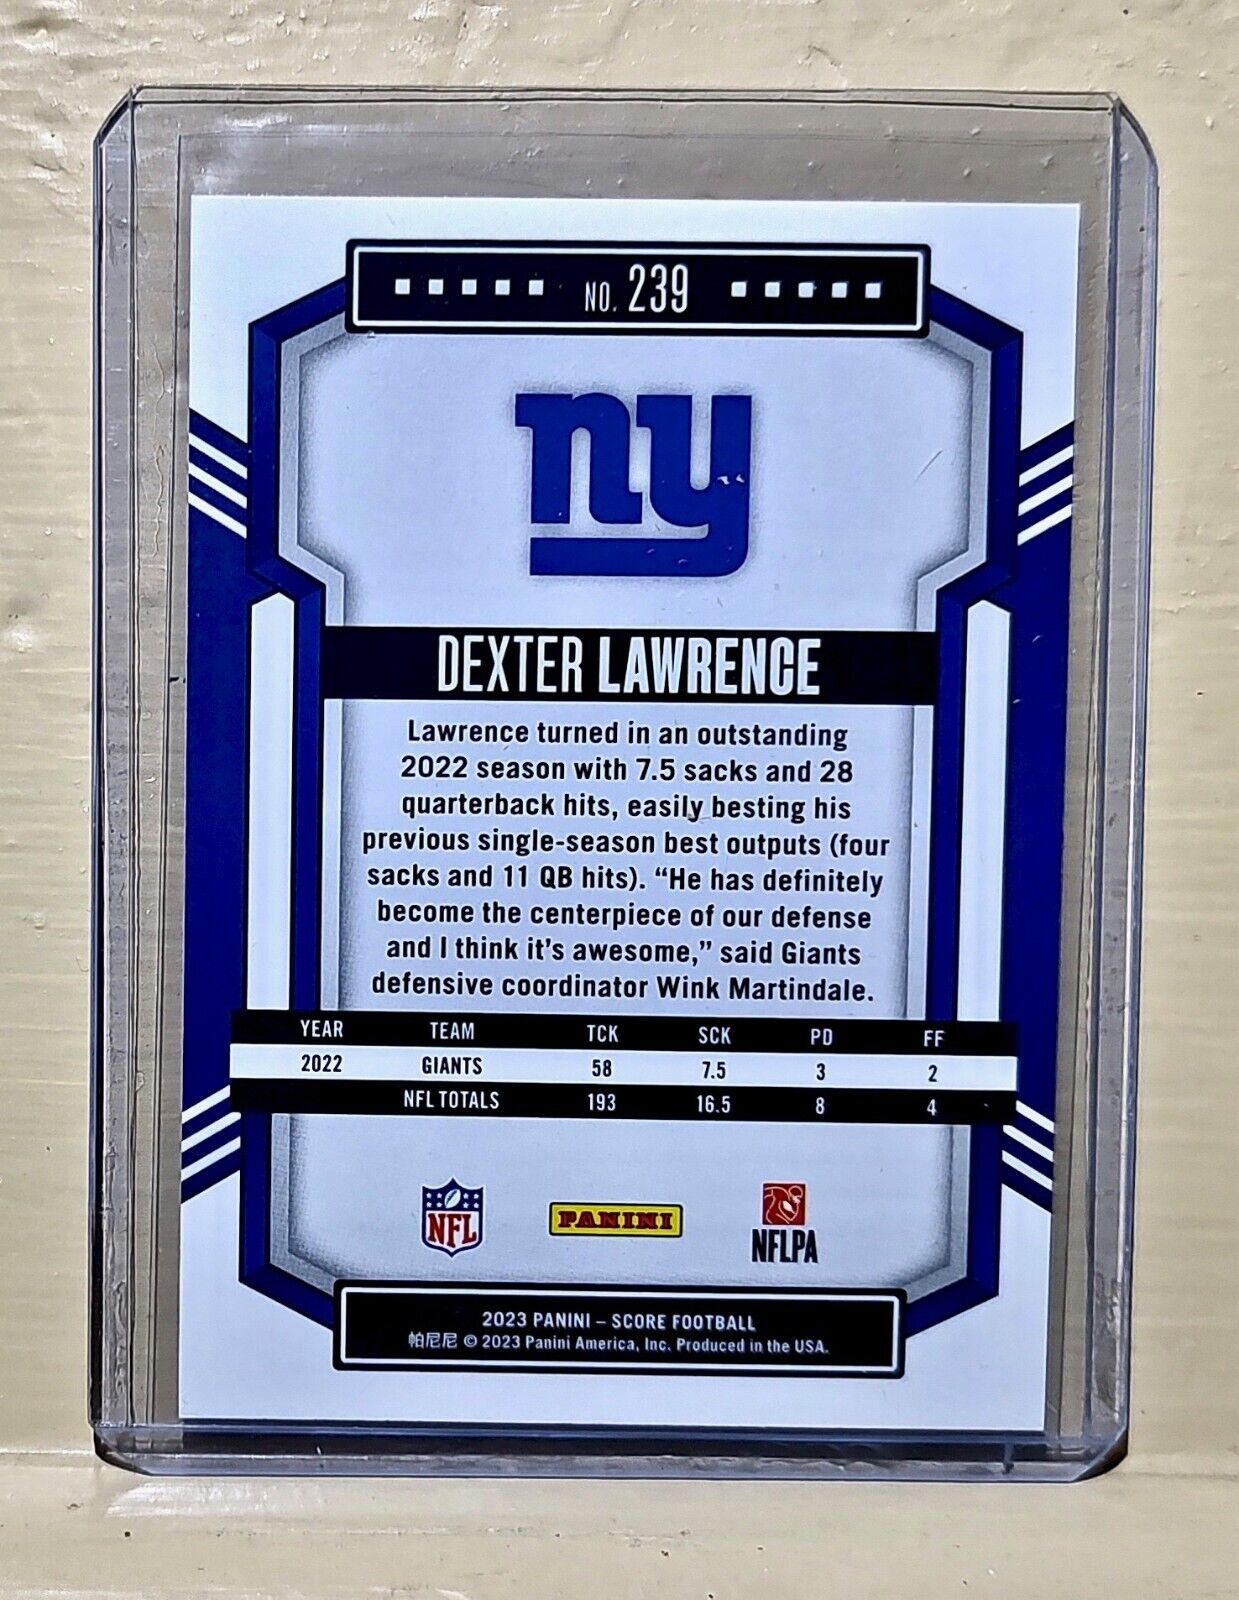 NO. 239
ny
DEXTER LAWRENCE
Lawrence turned in an outstanding
2022 season with 7.5 sacks and 28
quarterback hits, easily besting his
previous single-season best outputs (four
sacks and 11 QB hits). “He has definitely
become the centerpiece of our defense
and I think it’s awesome,” said Giants
defensive coordinator Wink Martindale.
YEAR TEAM TCK SCK PD FF
2022 GIANTS 58 7.5 3 2
NFL TOTALS 193 16.5 8 4
NFL PANINI NFLPA
2023 PANINI – SCORE FOOTBALL
帕尼尼 © 2023 Panini America, Inc. Produced in the USA.